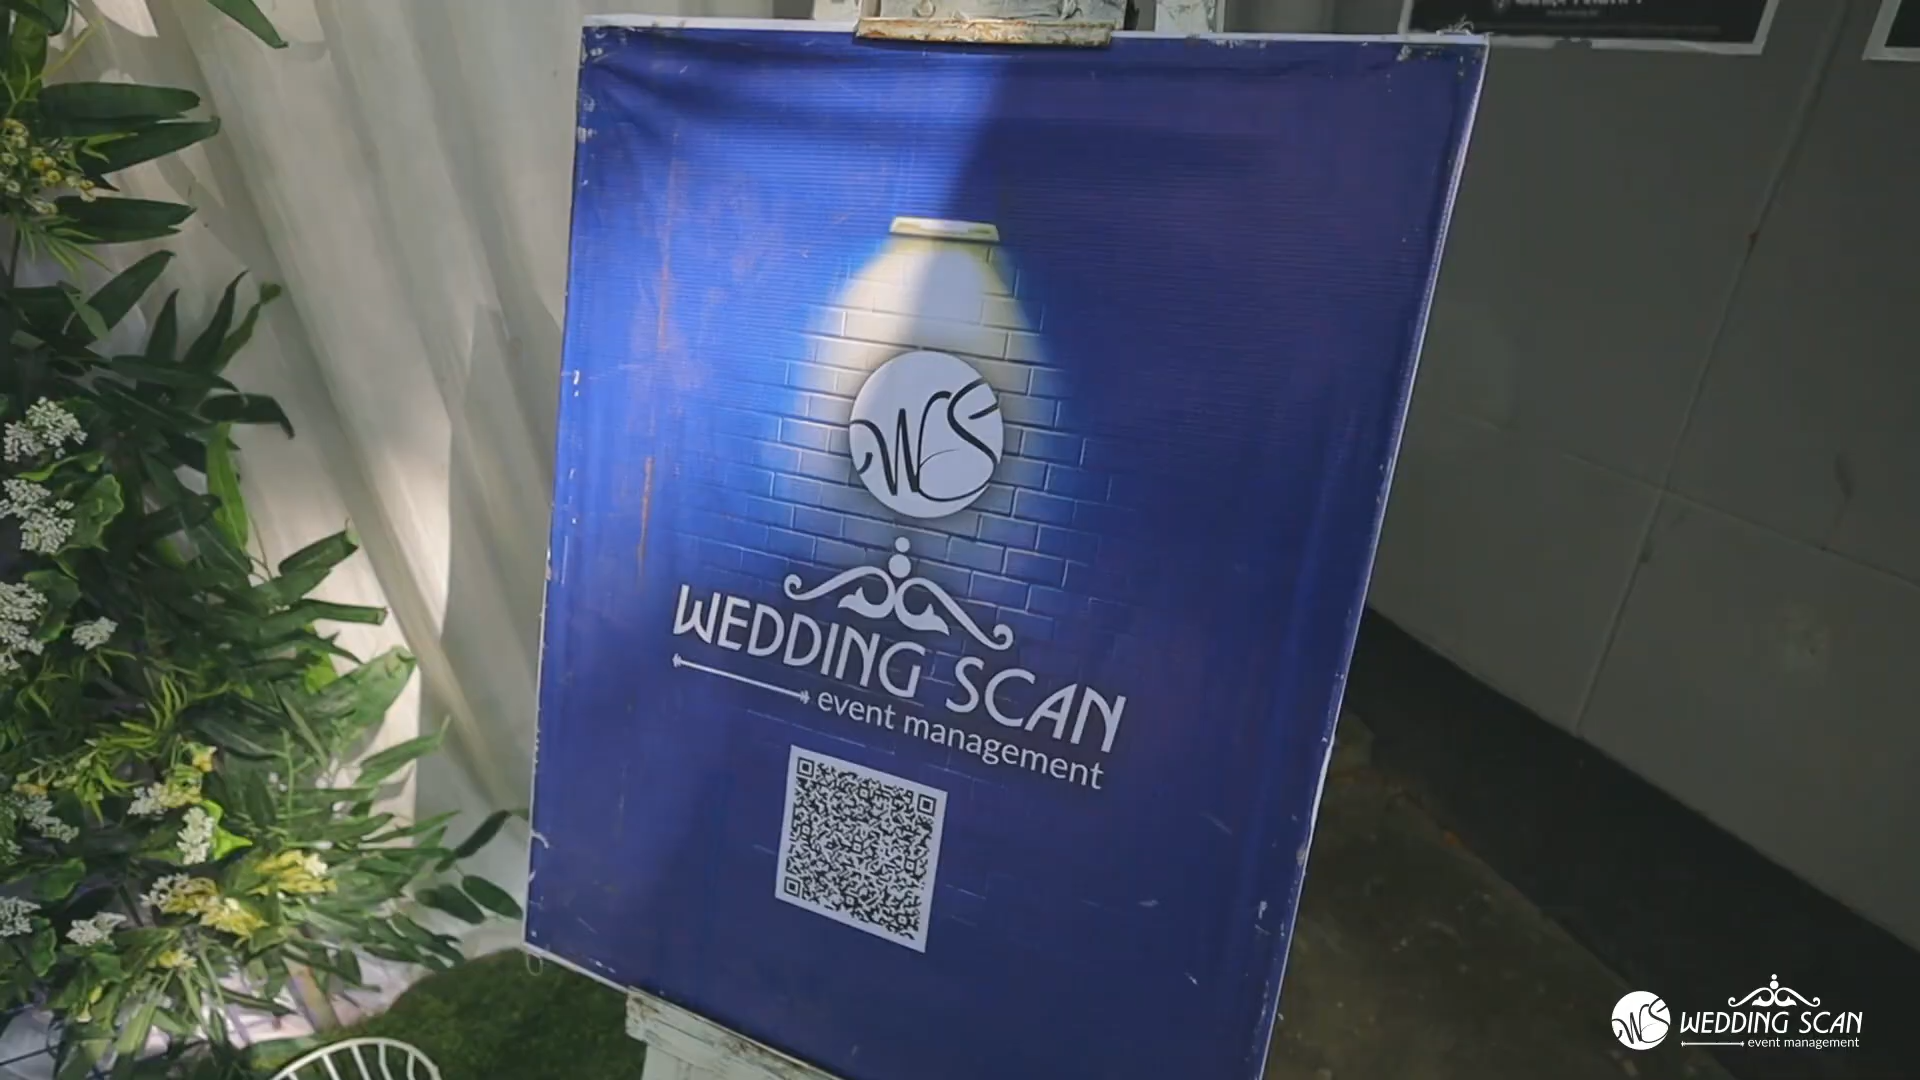 WS
WEDDING SCAN
event management
WS
WEDDING SCAN
event management